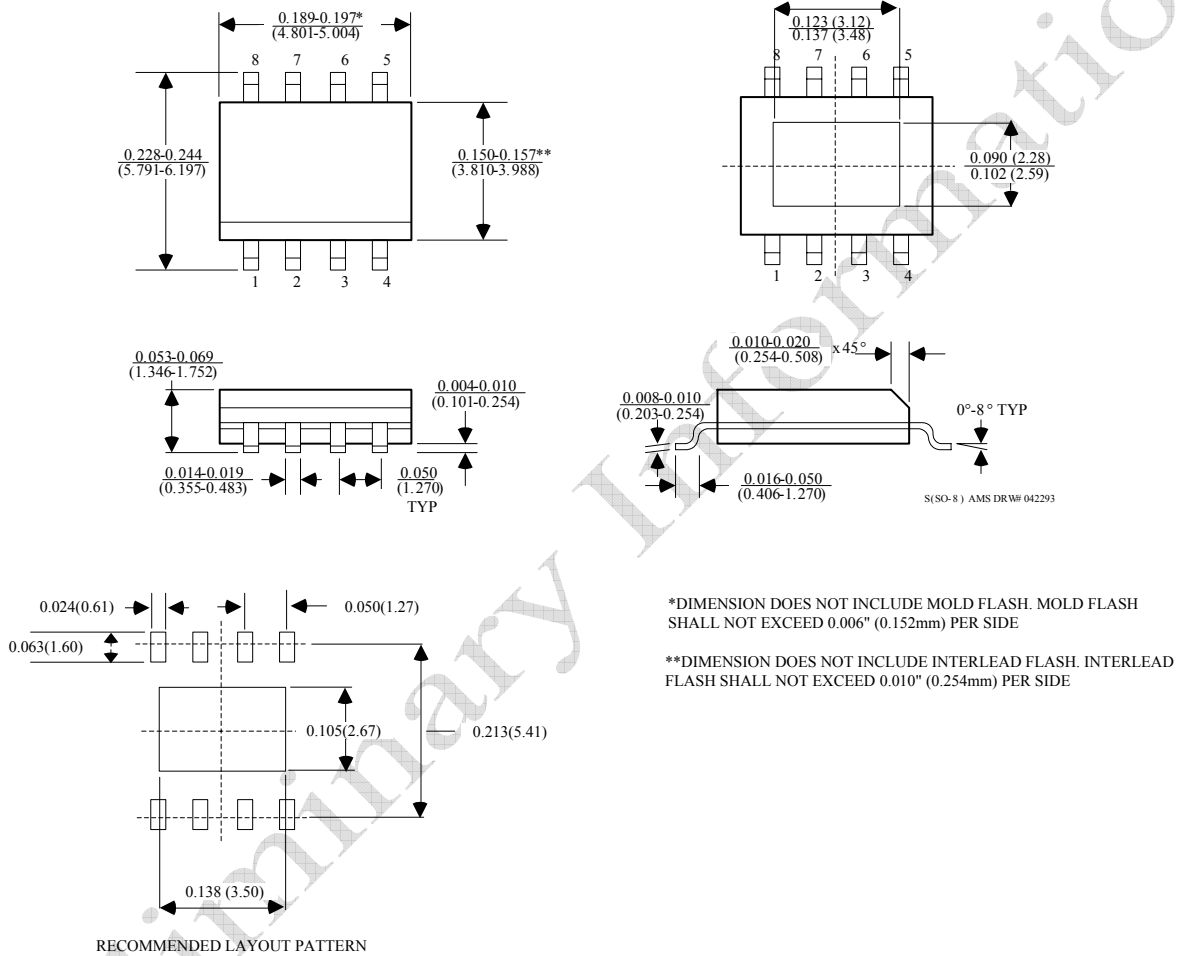 0.189-0.197*
(4.801-5.004)
8 7 6 5
0.228-0.244
(5.791-6.197)
0.150-0.157**
(3.810-3.988)
1 2 3 4
0.123 (3.12)
0.137 (3.48)
8 7 6 5
0.090 (2.28)
0.102 (2.59)
1 2 3 4
0.053-0.069
(1.346-1.752)
0.004-0.010
(0.101-0.254)
0.014-0.019
(0.355-0.483)
0.050
(1.270)
TYP
0.010-0.020
(0.254-0.508)
x 45°
0.008-0.010
(0.203-0.254)
0°-8° TYP
0.016-0.050
(0.406-1.270)
S(SO-8 ) AMS DRW# 042293
0.024(0.61)
0.050(1.27)
0.063(1.60)
0.105(2.67)
0.213(5.41)
0.138 (3.50)
RECOMMENDED LAYOUT PATTERN
*DIMENSION DOES NOT INCLUDE MOLD FLASH. MOLD FLASH
SHALL NOT EXCEED 0.006" (0.152mm) PER SIDE
**DIMENSION DOES NOT INCLUDE INTERLEAD FLASH. INTERLEAD
FLASH SHALL NOT EXCEED 0.010" (0.254mm) PER SIDE
iminary Informatio